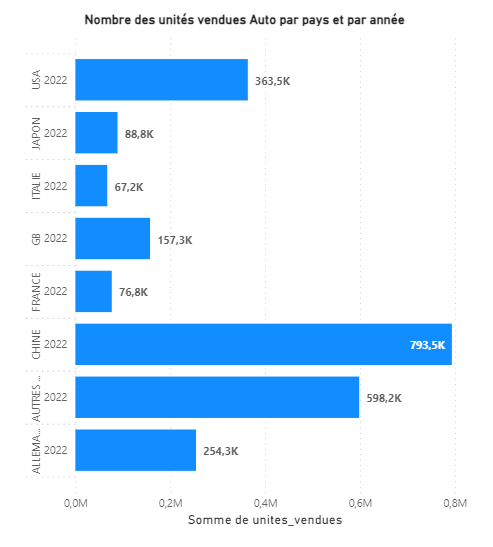 Nombre des unités vendues Auto par pays et par année
USA 2022 363,5K
JAPON 2022 88,8K
ITALIE 2022 67,2K
GB 2022 157,3K
FRANCE 2022 76,8K
CHINE 2022 793,5K
AUTRES ... 2022 598,2K
ALLEMA... 2022 254,3K
0,0M 0,2M 0,4M 0,6M 0,8M
Somme de unites_vendues